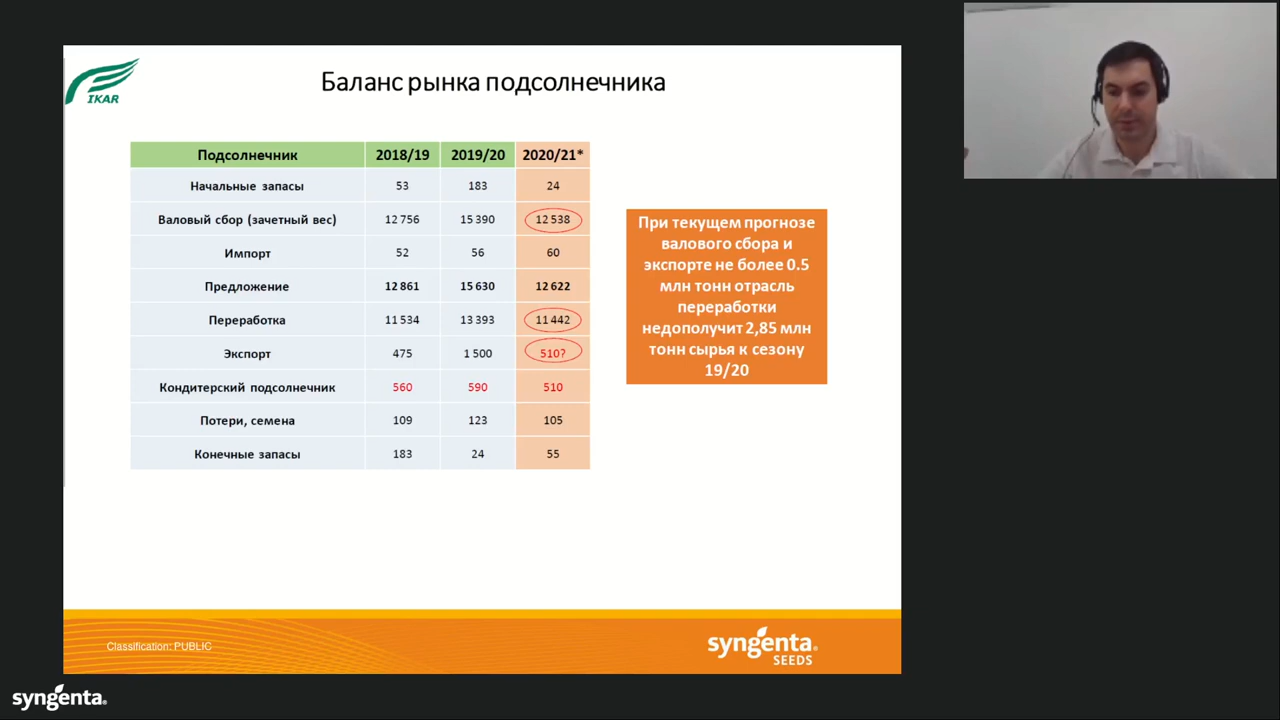 IKAR
Баланс рынка подсолнечника
Подсолнечник 2018/19 2019/20 2020/21*
Начальные запасы 53 183 24
Валовый сбор (зачетный вес) 12 756 15 390 12 538
Импорт 52 56 60
Предложение 12 861 15 630 12 622
Переработка 11 534 13 393 11 442
Экспорт 475 1 500 510?
Кондитерский подсолнечник 560 590 510
Потери, семена 109 123 105
Конечные запасы 183 24 55
При текущем прогнозе
валового сбора и
экспорте не более 0.5
млн тонн отрасль
переработки
недополучит 2,85 млн
тонн сырья к сезону
19/20
Classification: PUBLIC
syngenta
SEEDS
syngenta